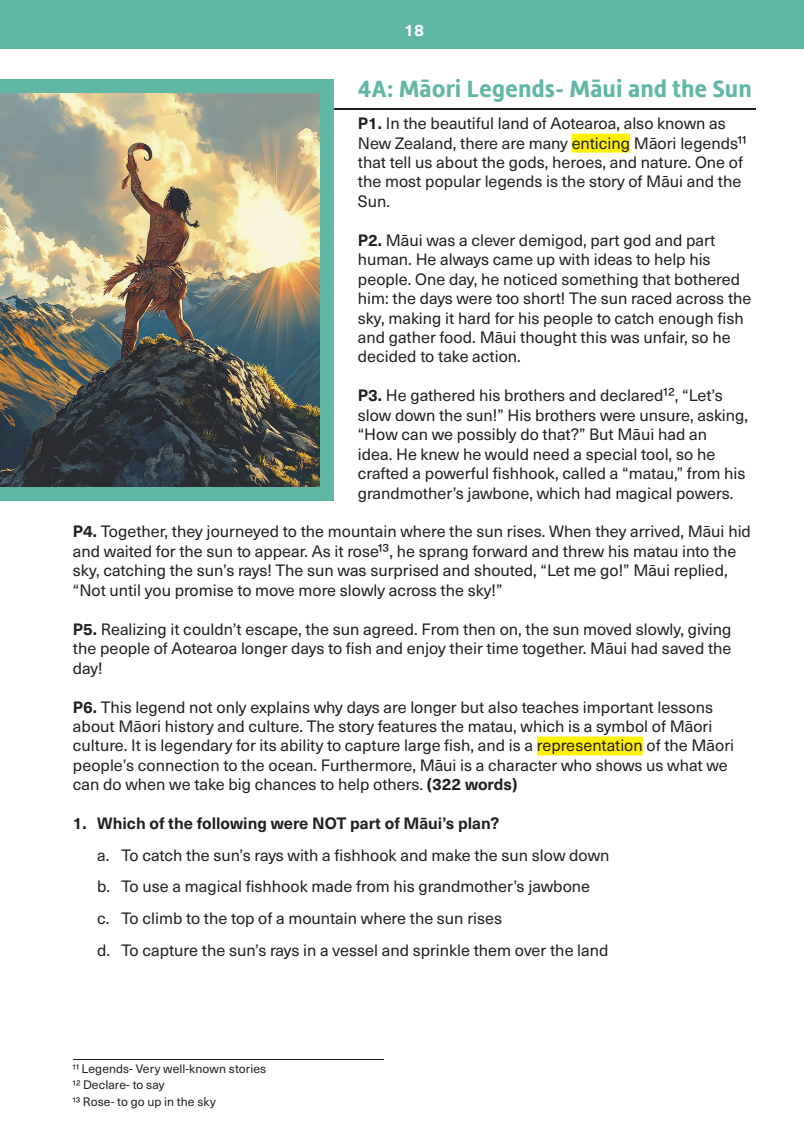 18
4A: Māori Legends- Māui and the Sun
P1. In the beautiful land of Aotearoa, also known as
New Zealand, there are many enticing Māori legends¹¹
that tell us about the gods, heroes, and nature. One of
the most popular legends is the story of Māui and the
Sun.
P2. Māui was a clever demigod, part god and part
human. He always came up with ideas to help his
people. One day, he noticed something that bothered
him: the days were too short! The sun raced across the
sky, making it hard for his people to catch enough fish
and gather food. Māui thought this was unfair, so he
decided to take action.
P3. He gathered his brothers and declared¹², “Let’s
slow down the sun!” His brothers were unsure, asking,
“How can we possibly do that?” But Māui had an
idea. He knew he would need a special tool, so he
crafted a powerful fishhook, called a “matau,” from his
grandmother’s jawbone, which had magical powers.
P4. Together, they journeyed to the mountain where the sun rises. When they arrived, Māui hid
and waited for the sun to appear. As it rose¹³, he sprang forward and threw his matau into the
sky, catching the sun’s rays! The sun was surprised and shouted, “Let me go!” Māui replied,
“Not until you promise to move more slowly across the sky!”
P5. Realizing it couldn’t escape, the sun agreed. From then on, the sun moved slowly, giving
the people of Aotearoa longer days to fish and enjoy their time together. Māui had saved the
day!
P6. This legend not only explains why days are longer but also teaches important lessons
about Māori history and culture. The story features the matau, which is a symbol of Māori
culture. It is legendary for its ability to capture large fish, and is a representation of the Māori
people’s connection to the ocean. Furthermore, Māui is a character who shows us what we
can do when we take big chances to help others. (322 words)
1. Which of the following were NOT part of Māui’s plan?
a. To catch the sun’s rays with a fishhook and make the sun slow down
b. To use a magical fishhook made from his grandmother’s jawbone
c. To climb to the top of a mountain where the sun rises
d. To capture the sun’s rays in a vessel and sprinkle them over the land
¹¹ Legends- Very well-known stories
¹² Declare- to say
¹³ Rose- to go up in the sky